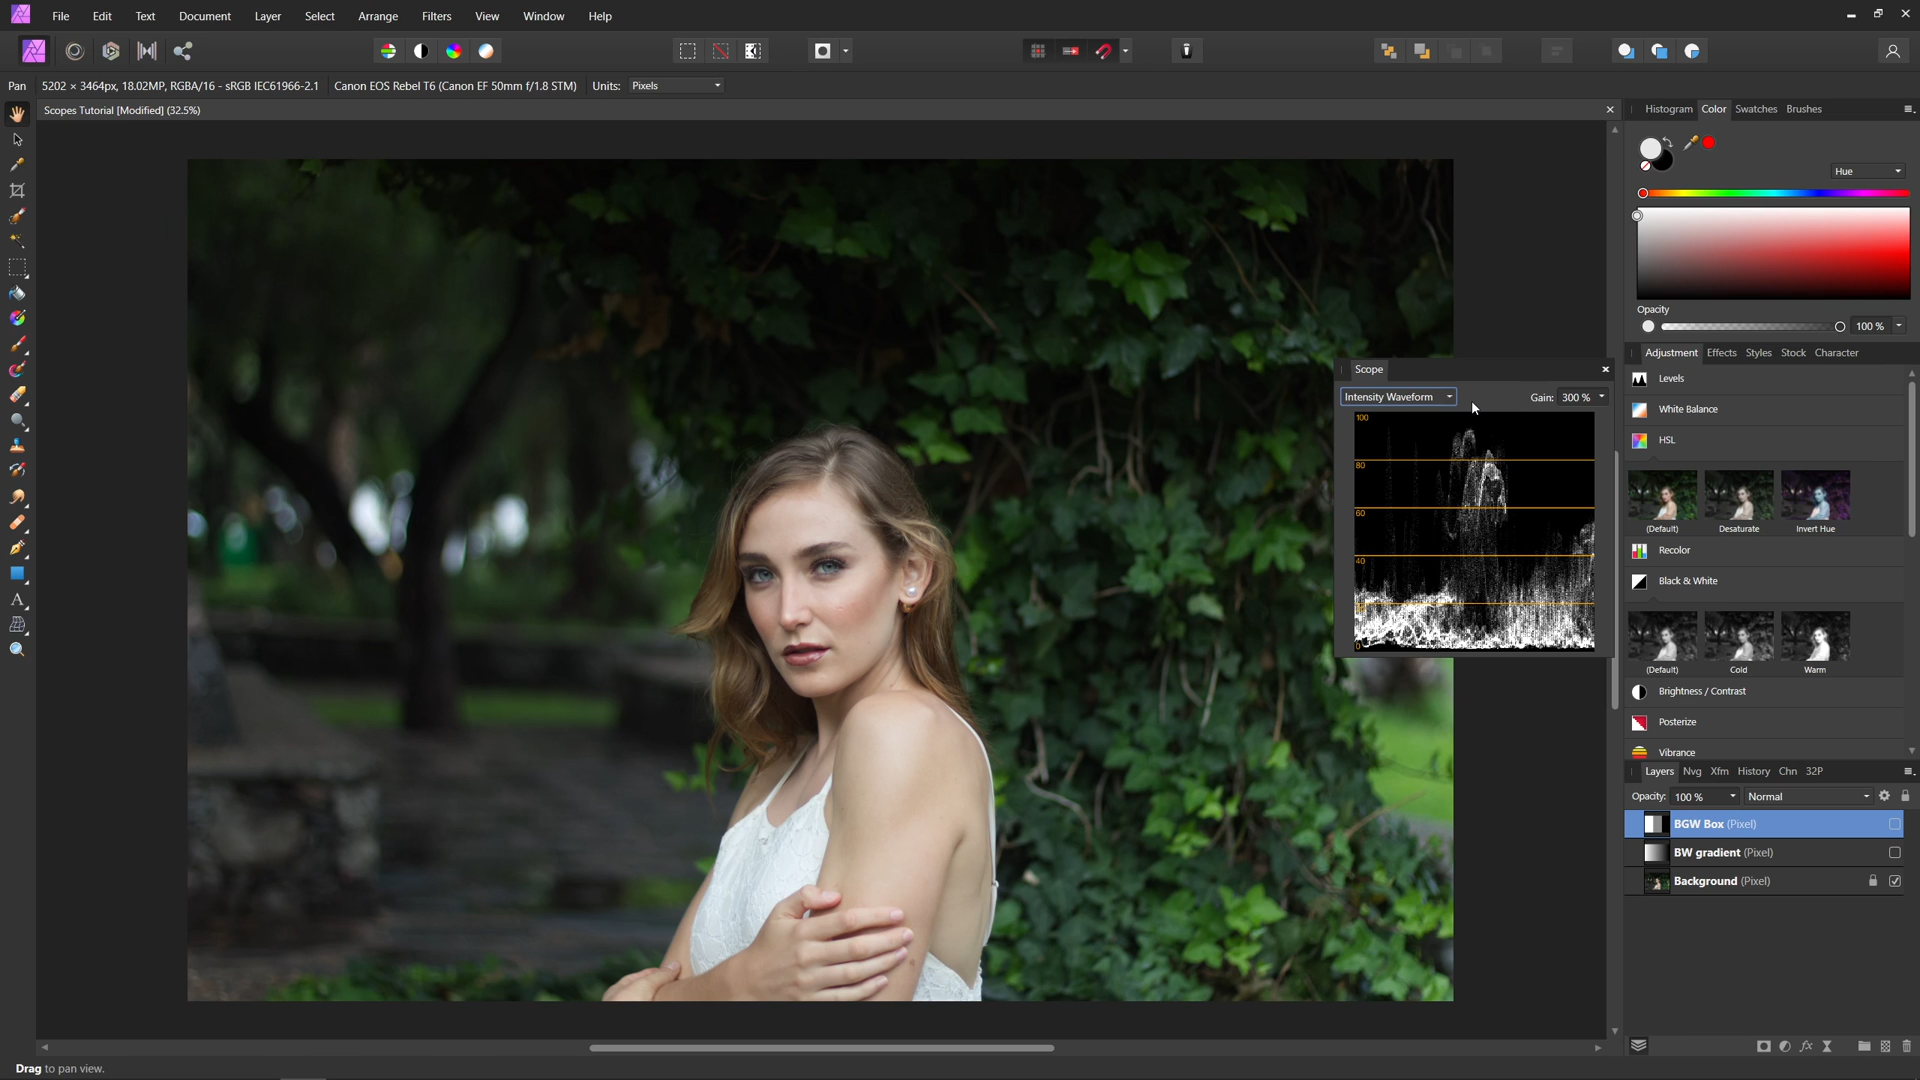 File Edit Text Document Layer Select Arrange Filters View Window Help
Pan 5202 × 3464px, 18.02MP, RGBA/16 - sRGB IEC61966-2.1 Canon EOS Rebel T6 (Canon EF 50mm f/1.8 STM) Units: Pixels
Scopes Tutorial [Modified] (32.5%)
Histogram Color Swatches Brushes
Hue
Opacity
100 %
Adjustment Effects Styles Stock Character
Levels
White Balance
HSL
(Default) Desaturate Invert Hue
Recolor
Black & White
(Default) Cold Warm
Brightness / Contrast
Posterize
Vibrance
Scope
Intensity Waveform Gain: 300 %
100
80
60
40
0
Layers Nvg Xfm History Chn 32P
Opacity: 100 % Normal
BGW Box (Pixel)
BW gradient (Pixel)
Background (Pixel)
A
fx
Drag to pan view.